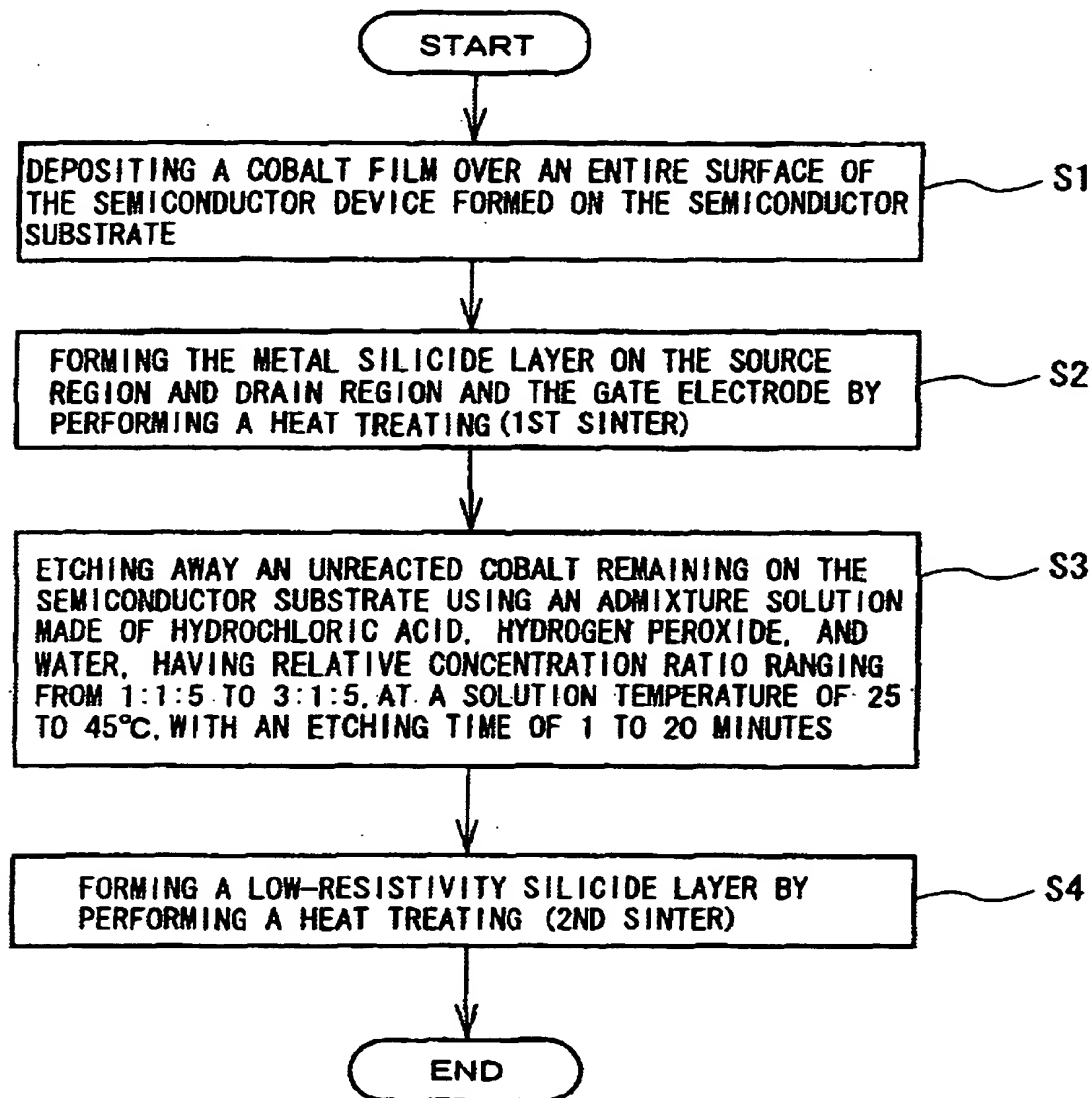 START
DEPOSITING A COBALT FILM OVER AN ENTIRE SURFACE OF
THE SEMICONDUCTOR DEVICE FORMED ON THE SEMICONDUCTOR
SUBSTRATE
S1
FORMING THE METAL SILICIDE LAYER ON THE SOURCE
REGION AND DRAIN REGION AND THE GATE ELECTRODE BY
PERFORMING A HEAT TREATING (1ST SINTER)
S2
ETCHING AWAY AN UNREACTED COBALT REMAINING ON THE
SEMICONDUCTOR SUBSTRATE USING AN ADMIXTURE SOLUTION
MADE OF HYDROCHLORIC ACID, HYDROGEN PEROXIDE, AND
WATER, HAVING RELATIVE CONCENTRATION RATIO RANGING
FROM 1:1:5 TO 3:1:5, AT A SOLUTION TEMPERATURE OF 25
TO 45°C, WITH AN ETCHING TIME OF 1 TO 20 MINUTES
S3
FORMING A LOW-RESISTIVITY SILICIDE LAYER BY
PERFORMING A HEAT TREATING (2ND SINTER)
S4
END